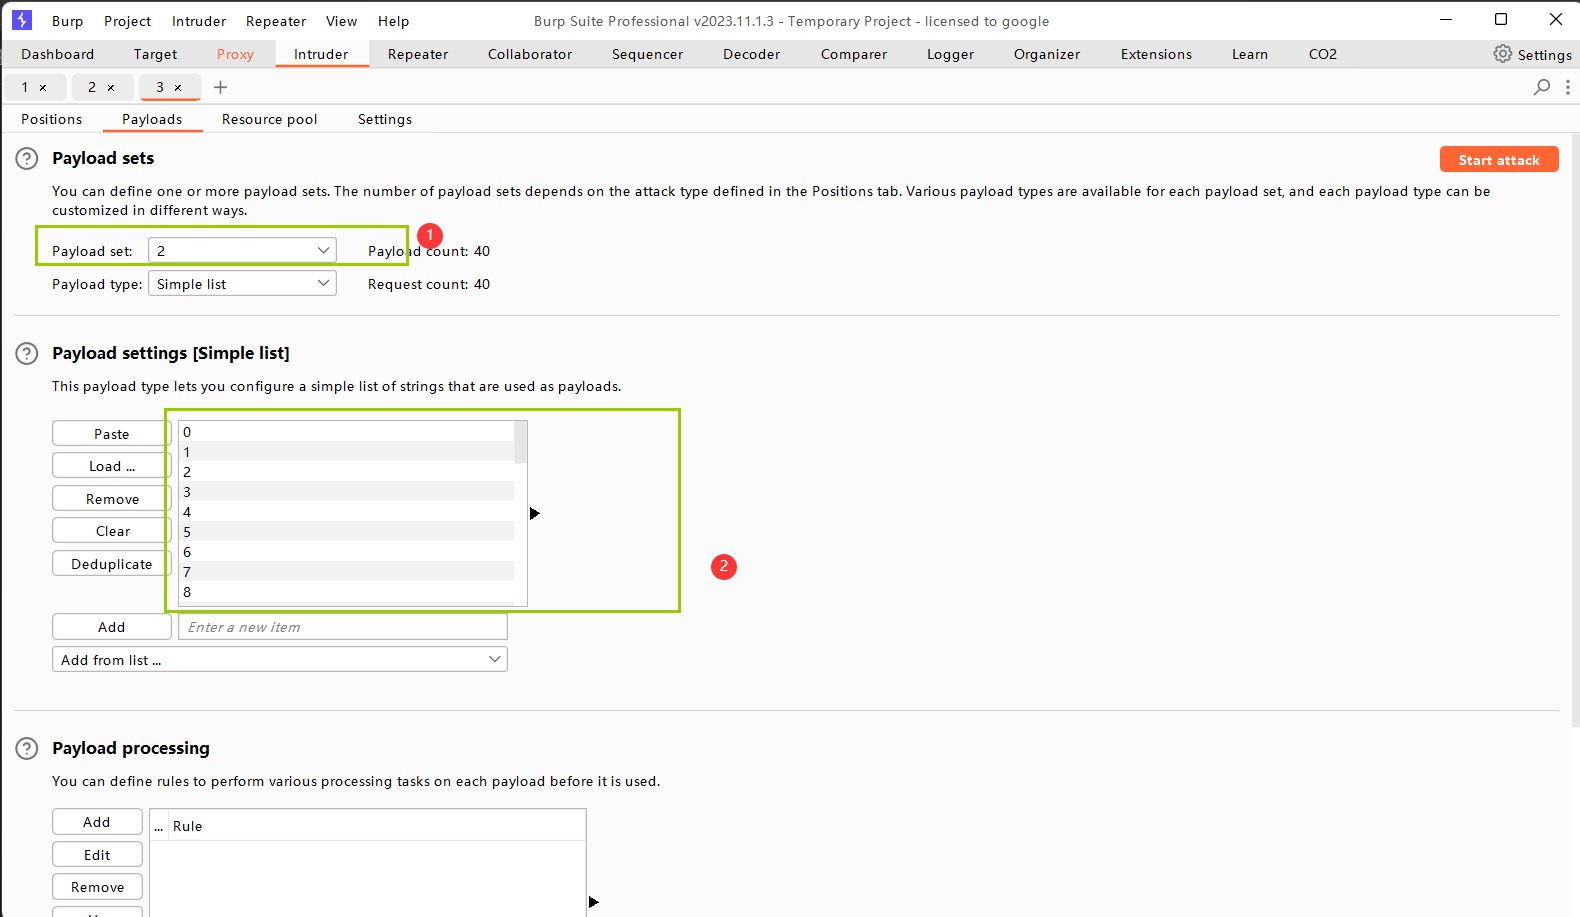 Burp Project Intruder Repeater View Help Burp Suite Professional v2023.11.1.3 - Temporary Project - licensed to google
Dashboard Target Proxy Intruder Repeater Collaborator Sequencer Decoder Comparer Logger Organizer Extensions Learn CO2 Settings
1 × 2 × 3 × +
Positions Payloads Resource pool Settings
? Payload sets Start attack
You can define one or more payload sets. The number of payload sets depends on the attack type defined in the Positions tab. Various payload types are available for each payload set, and each payload type can be
customized in different ways.
1
Payload set: 2 Payload count: 40
Payload type: Simple list Request count: 40
? Payload settings [Simple list]
This payload type lets you configure a simple list of strings that are used as payloads.
Paste
Load ...
Remove
Clear
Deduplicate
0
1
2
3
4
5
6
7
8
2
Add Enter a new item
Add from list ...
? Payload processing
You can define rules to perform various processing tasks on each payload before it is used.
Add
Edit
Remove
... Rule